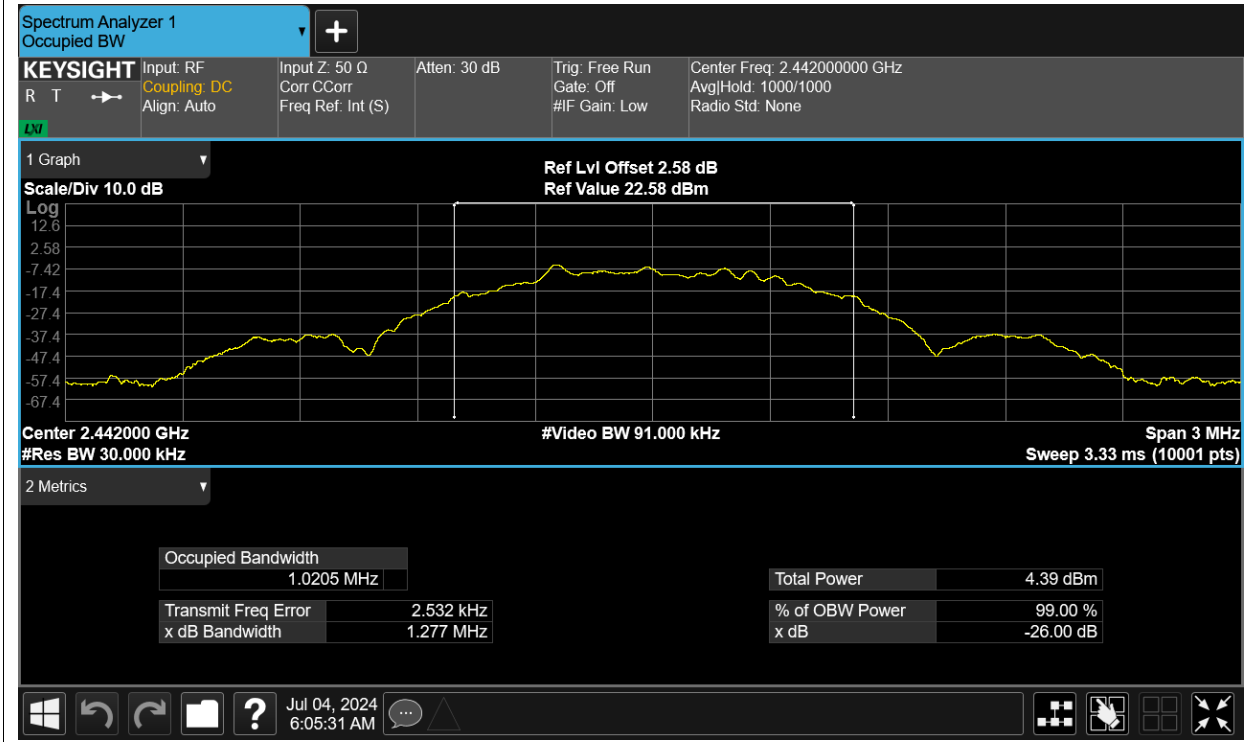 Spectrum Analyzer 1
Occupied BW
KEYSIGHT
R T
LXI
Input: RF
Coupling: DC
Align: Auto
Input Z: 50 Ω
Corr CCorr
Freq Ref: Int (S)
Atten: 30 dB
Trig: Free Run
Gate: Off
#IF Gain: Low
Center Freq: 2.442000000 GHz
Avg|Hold: 1000/1000
Radio Std: None
1 Graph
Scale/Div 10.0 dB
Ref Lvl Offset 2.58 dB
Ref Value 22.58 dBm
Log
12.6
2.58
-7.42
-17.4
-27.4
-37.4
-47.4
-57.4
-67.4
Center 2.442000 GHz
#Video BW 91.000 kHz
Span 3 MHz
#Res BW 30.000 kHz
Sweep 3.33 ms (10001 pts)
2 Metrics
Occupied Bandwidth
1.0205 MHz
Total Power 4.39 dBm
Transmit Freq Error 2.532 kHz
% of OBW Power 99.00 %
x dB Bandwidth 1.277 MHz
x dB -26.00 dB
?
Jul 04, 2024
6:05:31 AM